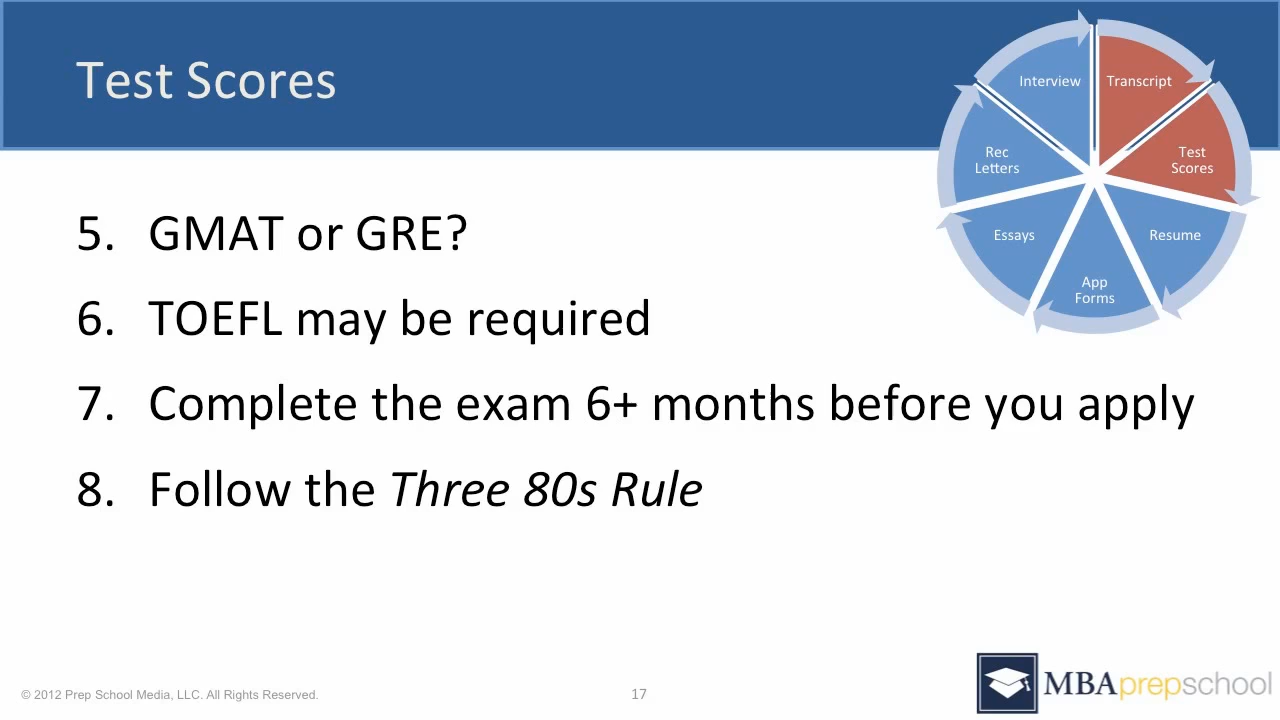 Test Scores
Interview
Transcript
Rec
Letters
Test
Scores
Essays
Resume
App
Forms
5. GMAT or GRE?
6. TOEFL may be required
7. Complete the exam 6+ months before you apply
8. Follow the Three 80s Rule
© 2012 Prep School Media, LLC. All Rights Reserved.
17
MBAprepschool